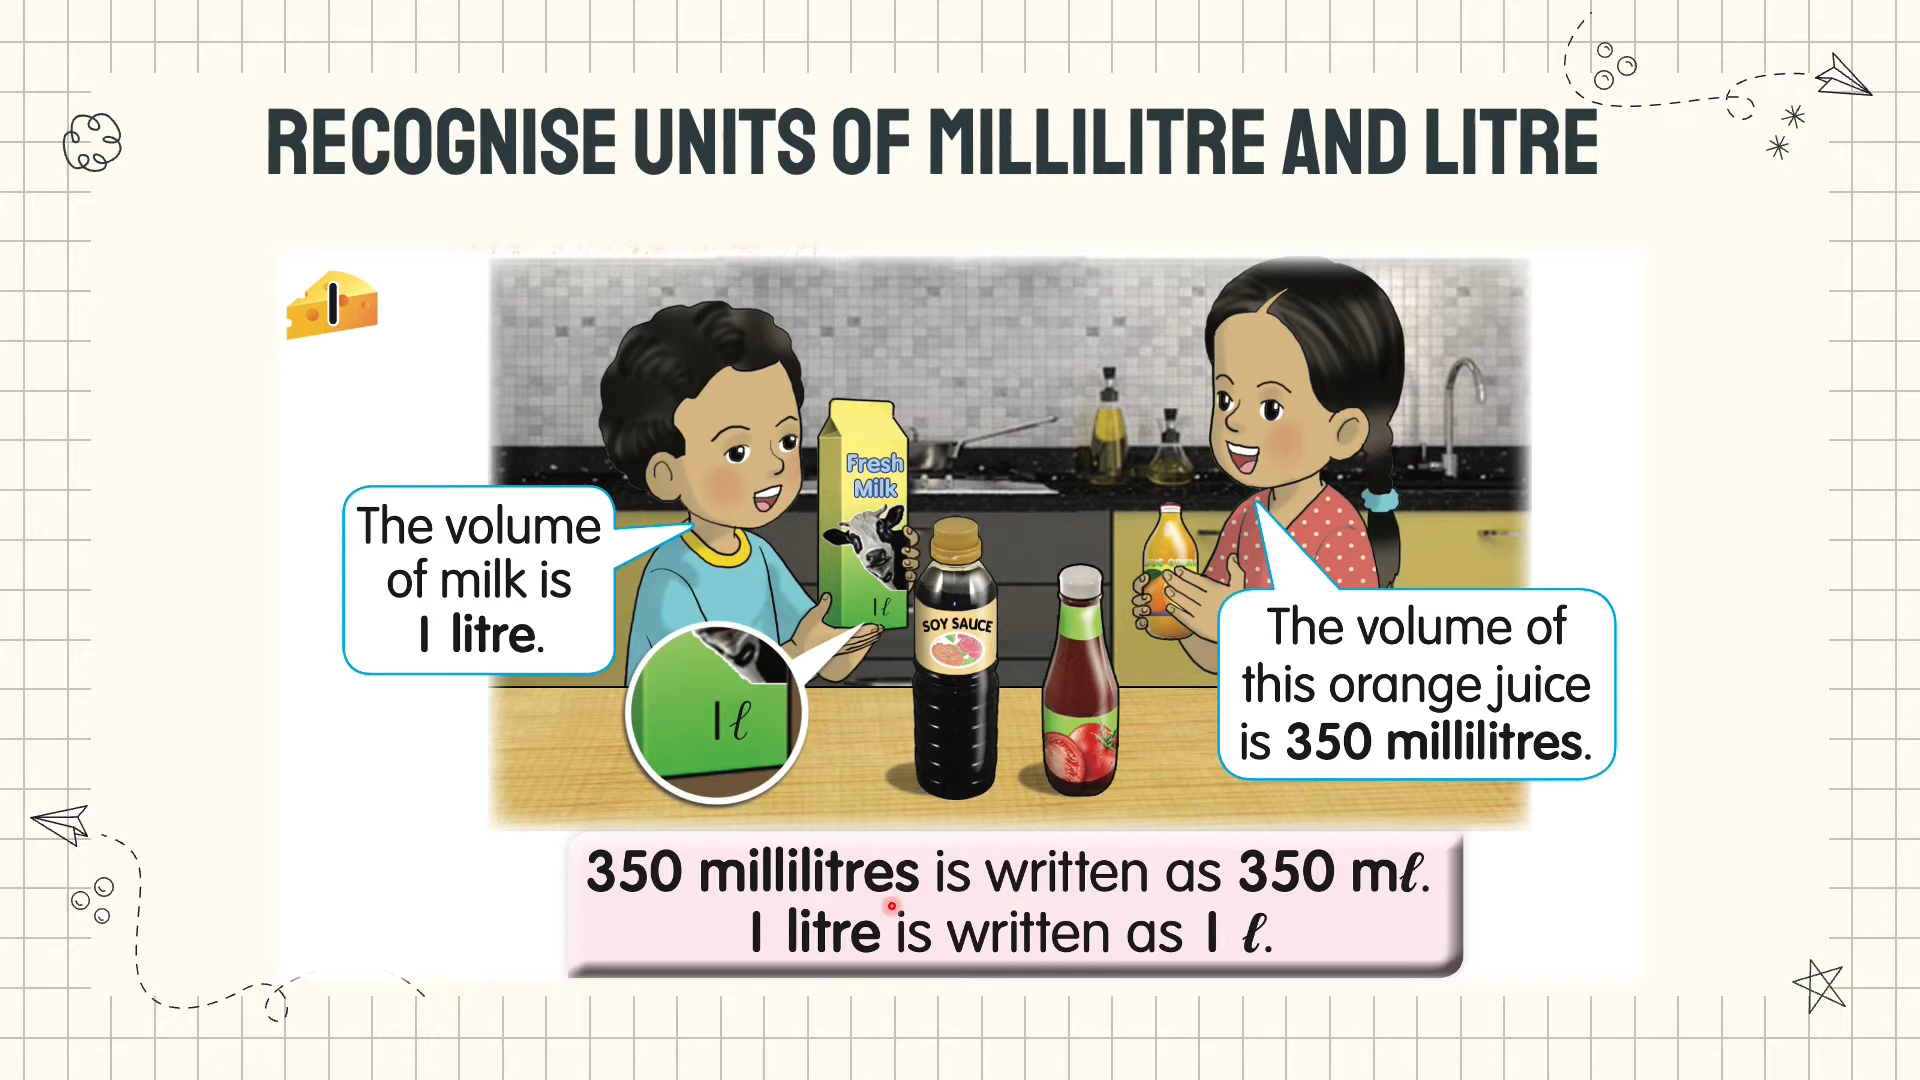 RECOGNISE UNITS OF MILLILITRE AND LITRE
1
The volume
of milk is
1 litre.
Fresh
Milk
1ℓ
SOY SAUCE
1ℓ
The volume of
this orange juice
is 350 millilitres.
350 millilitres is written as 350 mℓ.
1 litre is written as 1 ℓ.